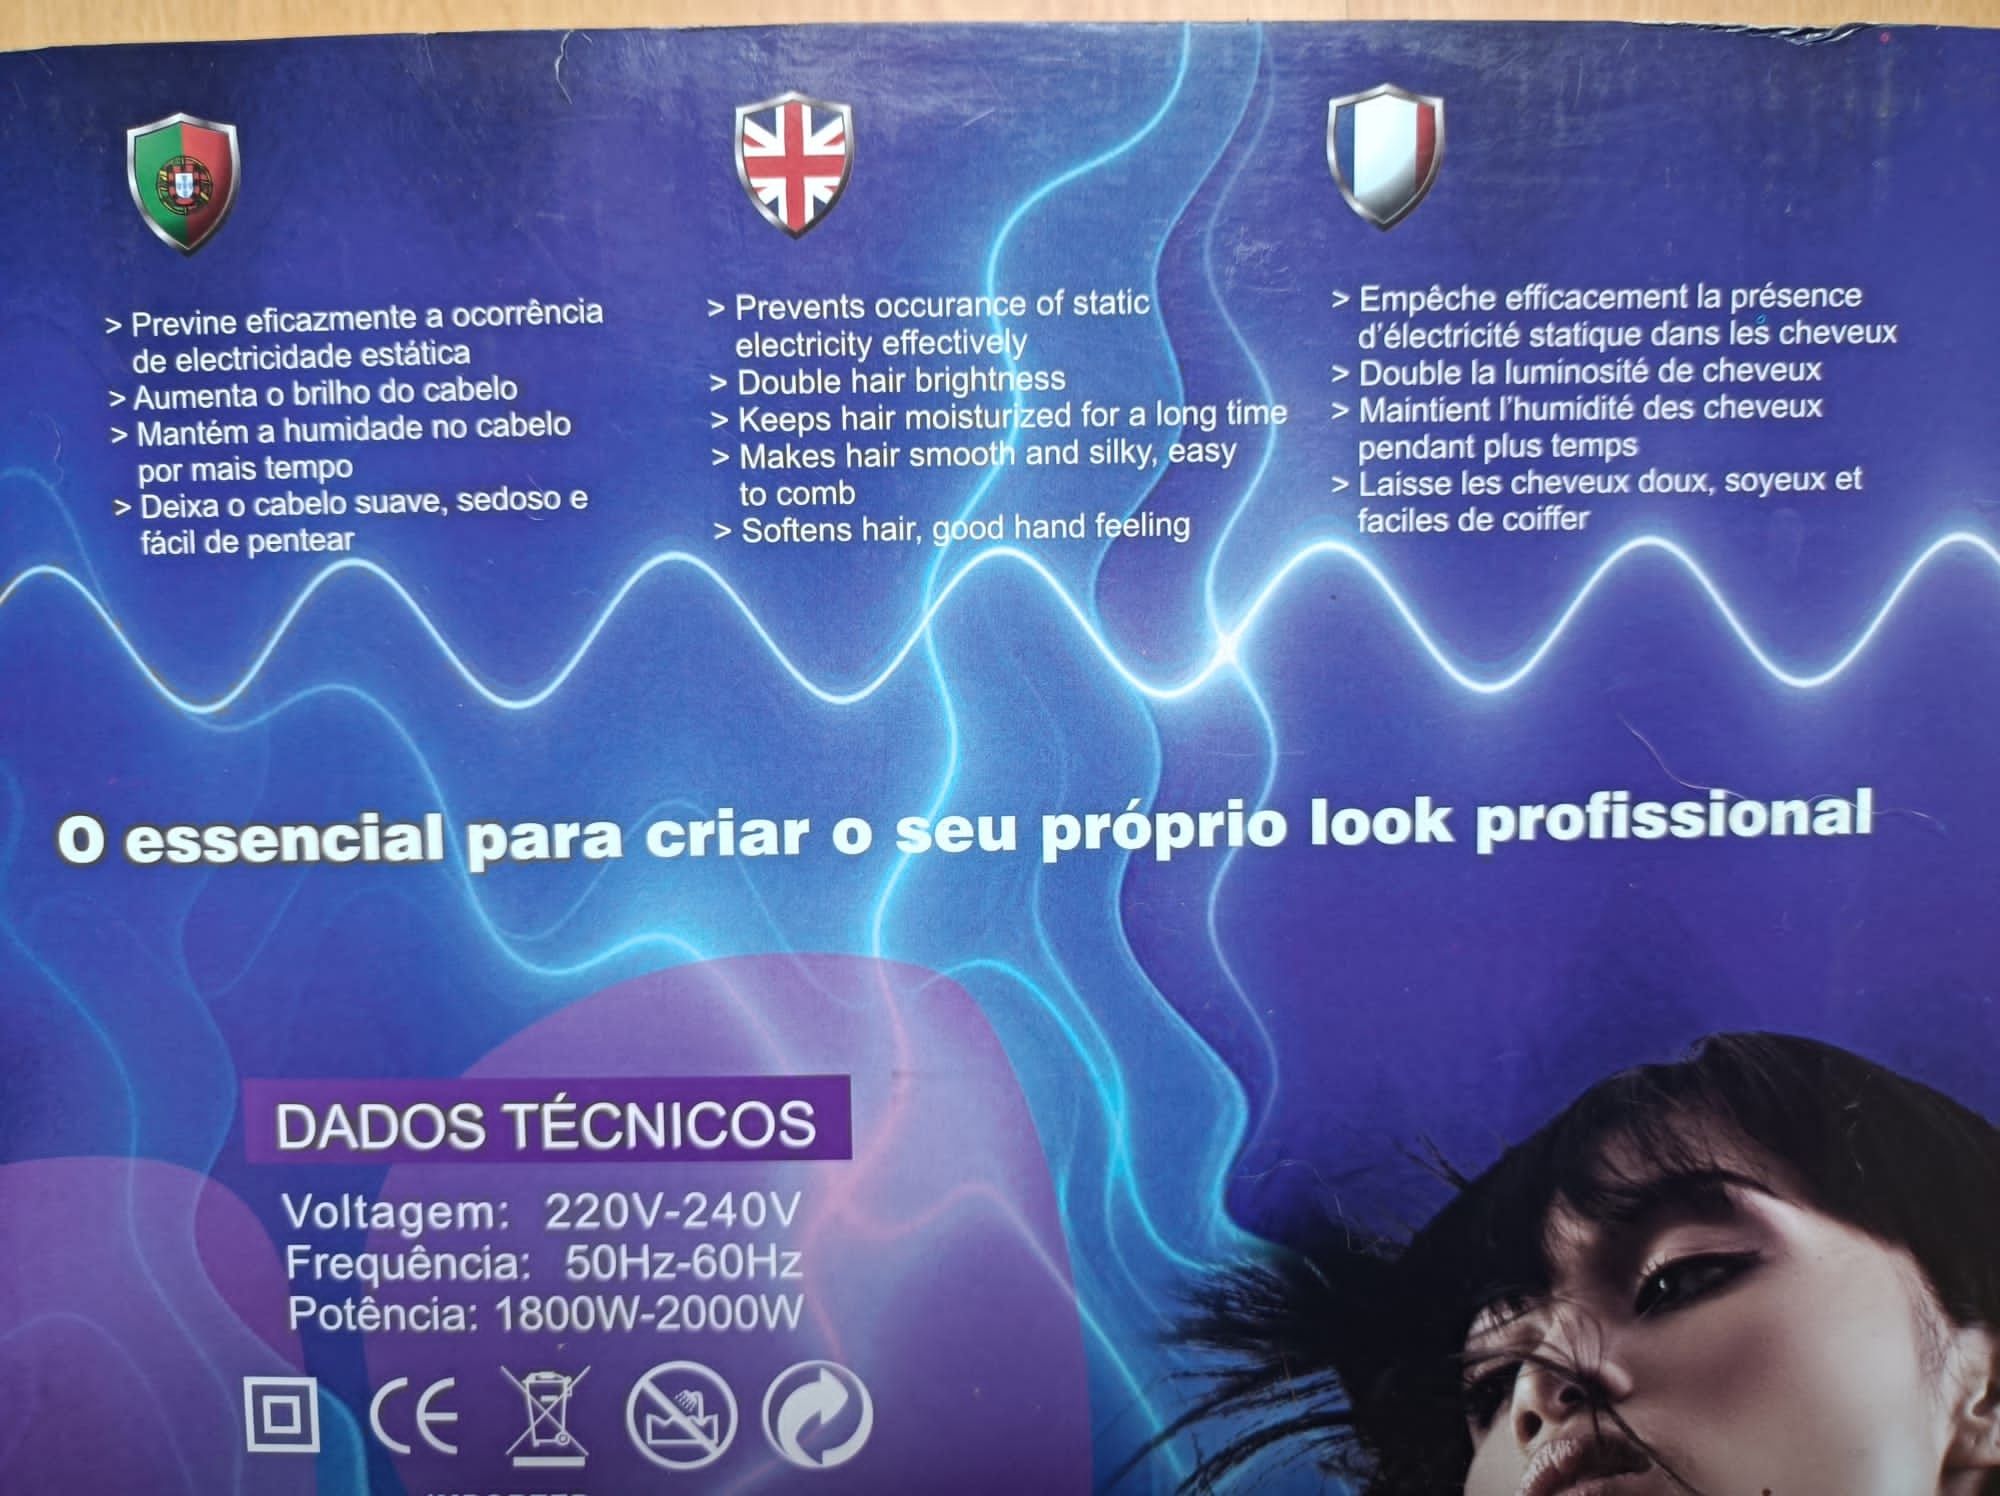 > Previne eficazmente a ocorrência
de electricidade estática
> Aumenta o brilho do cabelo
> Mantém a humidade no cabelo
por mais tempo
> Deixa o cabelo suave, sedoso e
fácil de pentear
> Prevents occurance of static
electricity effectively
> Double hair brightness
> Keeps hair moisturized for a long time
> Makes hair smooth and silky, easy
to comb
> Softens hair, good hand feeling
> Empêche efficacement la présence
d'électricité statique dans les cheveux
> Double la luminosité de cheveux
> Maintient l'humidité des cheveux
pendant plus temps
> Laisse les cheveux doux, soyeux et
faciles de coiffer
O essencial para criar o seu próprio look profissional
DADOS TÉCNICOS
Voltagem: 220V-240V
Frequência: 50Hz-60Hz
Potência: 1800W-2000W
CE